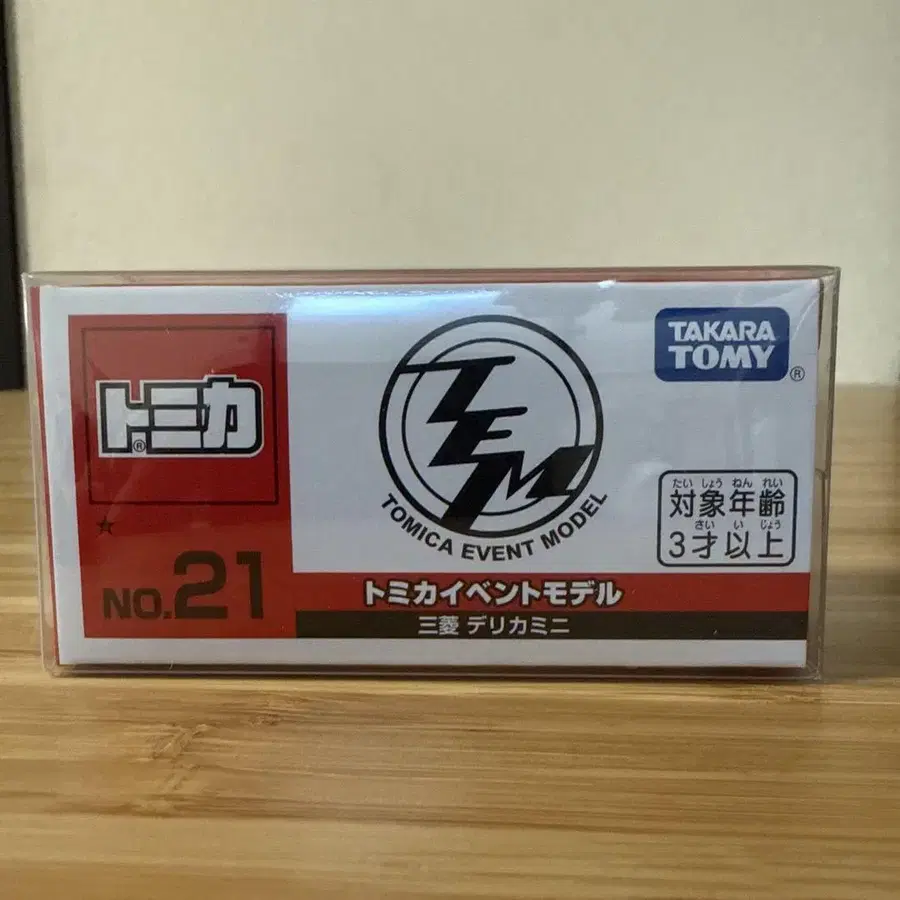 トミカ®
★
NO.21
TEM
TOMICA EVENT MODEL
TAKARA
TOMY®
たいしょうねんれい
対象年齢
さいいじょう
3才以上
トミカイベントモデル
三菱 デリカミニ